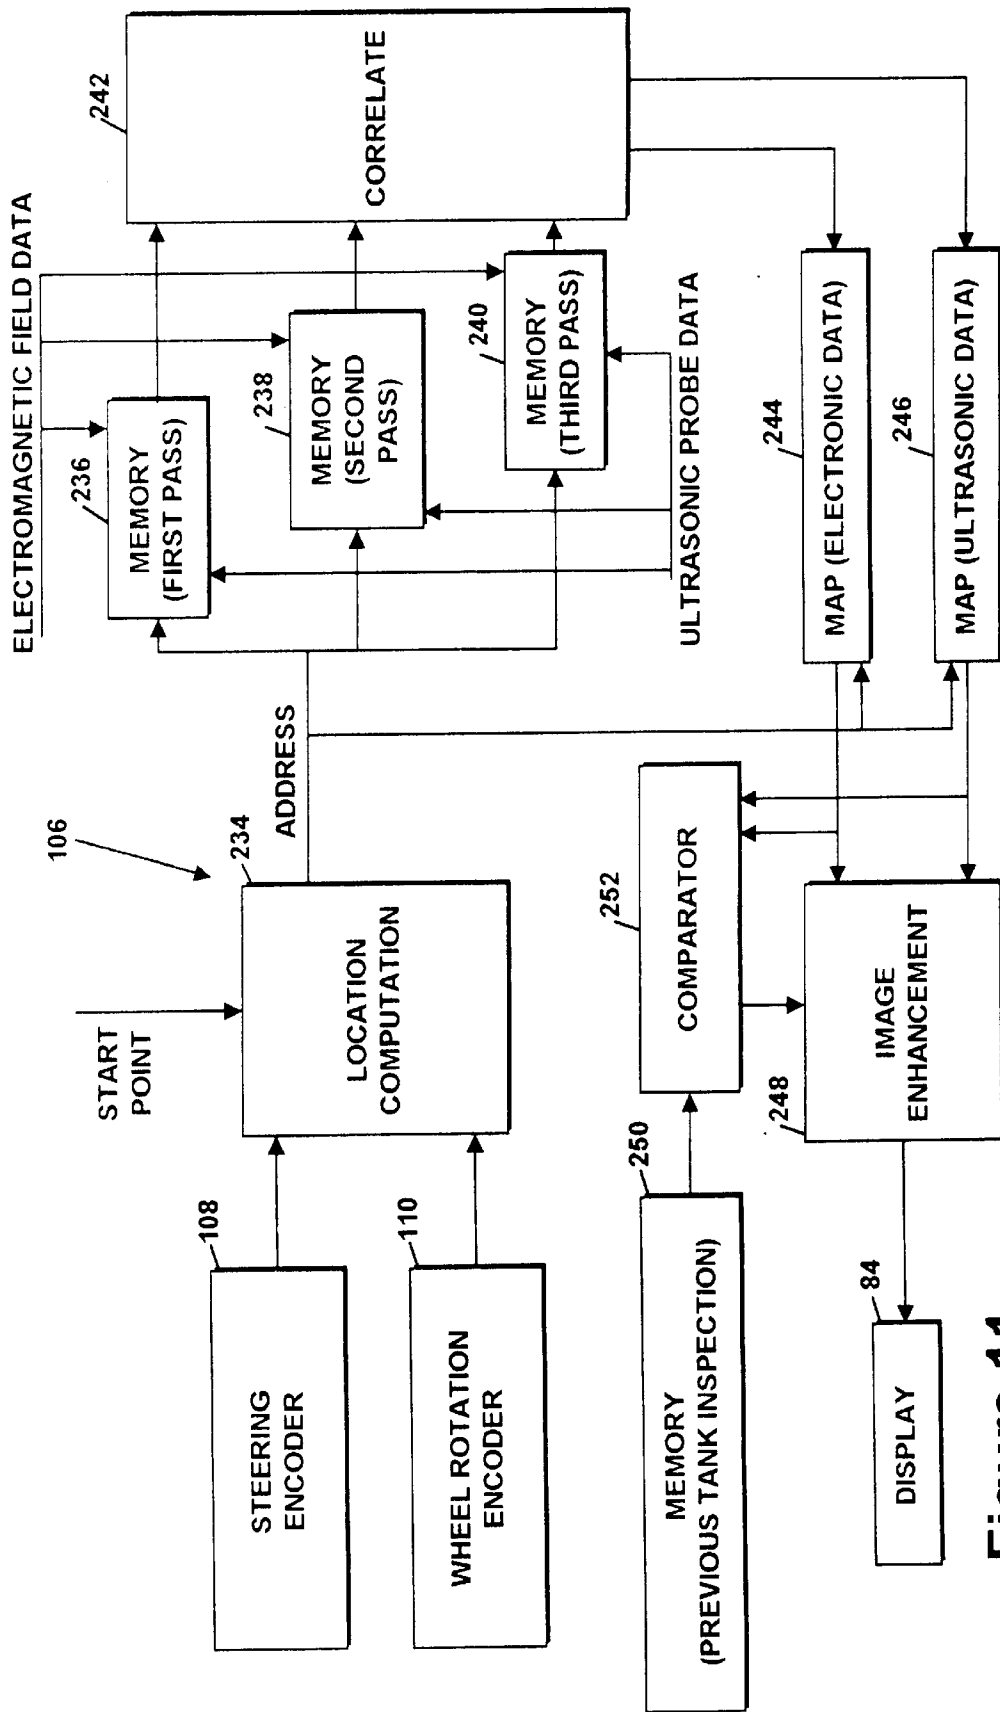 ELECTROMAGNETIC FIELD DATA
106
START
POINT
108
STEERING
ENCODER
110
WHEEL ROTATION
ENCODER
234
LOCATION
COMPUTATION
ADDRESS
236
MEMORY
(FIRST PASS)
238
MEMORY
(SECOND
PASS)
240
MEMORY
(THIRD PASS)
242
CORRELATE
ULTRASONIC PROBE DATA
250
MEMORY
(PREVIOUS TANK INSPECTION)
252
COMPARATOR
244
MAP (ELECTRONIC DATA)
246
MAP (ULTRASONIC DATA)
248
IMAGE
ENHANCEMENT
84
DISPLAY
Figure 11